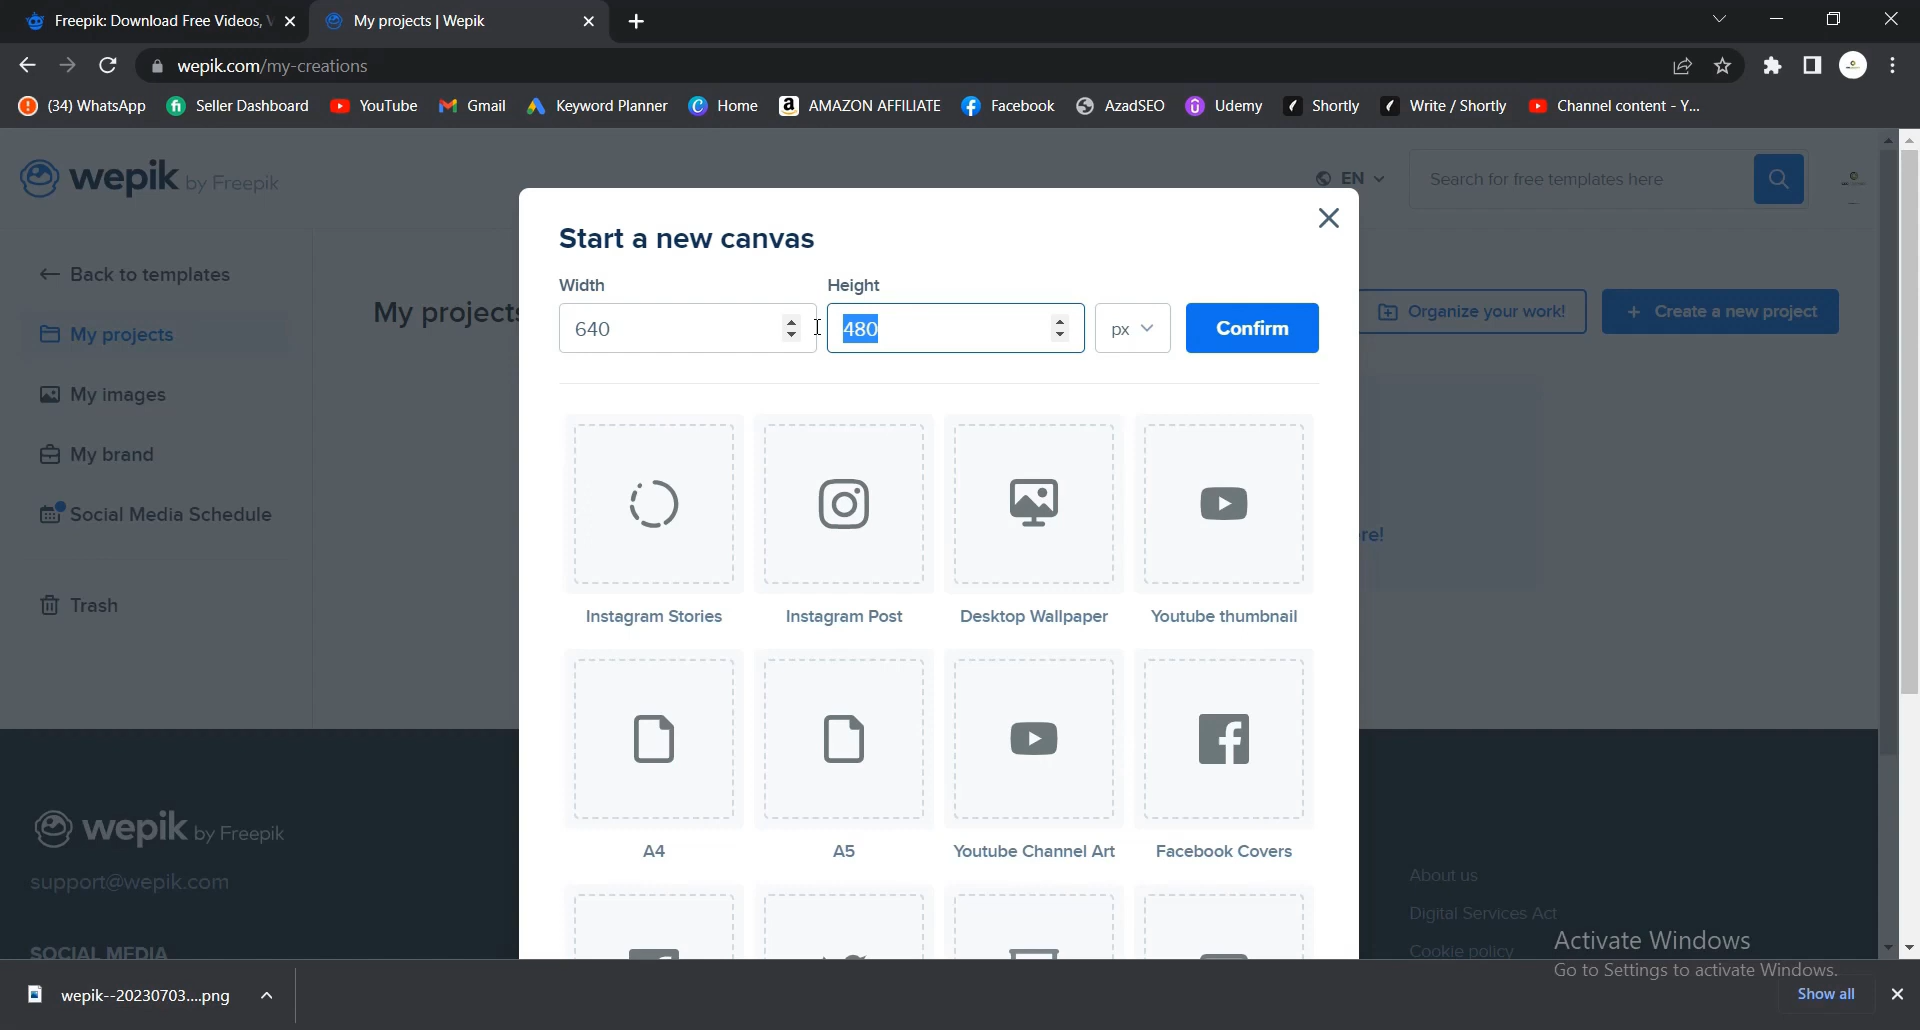 Freepik: Download Free Videos, V
My projects | Wepik
wepik.com/my-creations
(34) WhatsApp
Seller Dashboard
YouTube
Gmail
Keyword Planner
Home
AMAZON AFFILIATE
Facebook
AzadSEO
Udemy
Shortly
Write / Shortly
Channel content - Y...
wepik by Freepik
EN
Search for free templates here
Back to templates
My projects
My images
My brand
Social Media Schedule
Trash
My projects
Organize your work!
+ Create a new project
re!
Start a new canvas
Width
Height
640
480
px
Confirm
Instagram Stories
Instagram Post
Desktop Wallpaper
Youtube thumbnail
A4
A5
Youtube Channel Art
Facebook Covers
wepik by Freepik
support@wepik.com
SOCIAL MEDIA
About us
Digital Services Act
Cookie policy
Activate Windows
Go to Settings to activate Windows.
wepik--20230703....png
Show all